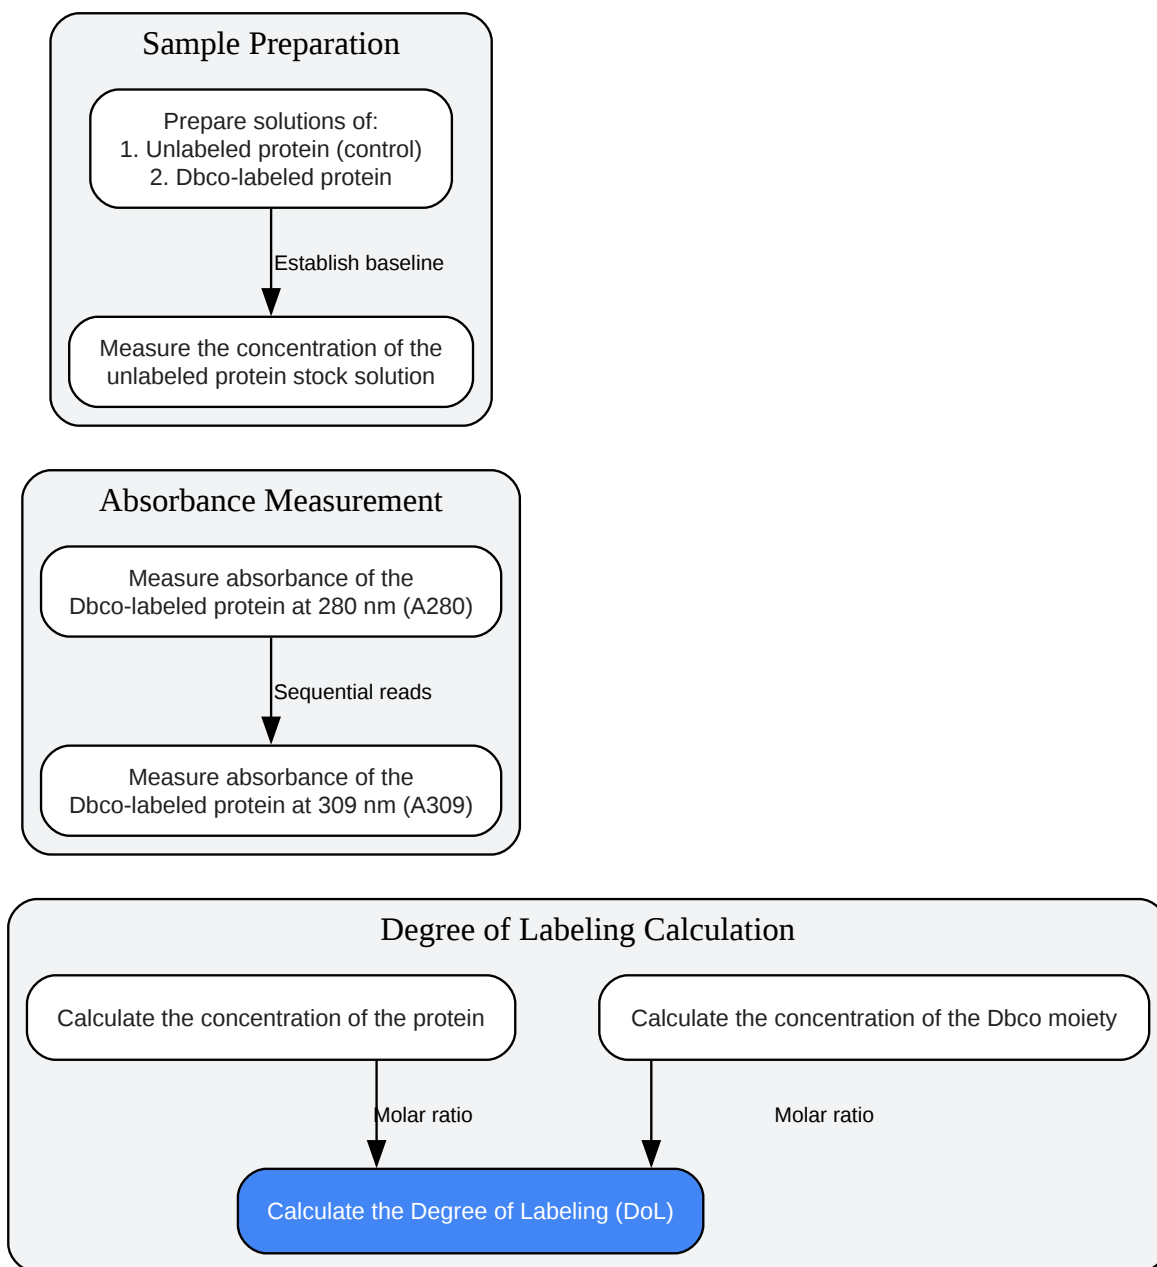 Sample Preparation
Prepare solutions of:
1. Unlabeled protein (control)
2. Dbco-labeled protein
Establish baseline
Measure the concentration of the
unlabeled protein stock solution
Absorbance Measurement
Measure absorbance of the
Dbco-labeled protein at 280 nm (A280)
Sequential reads
Measure absorbance of the
Dbco-labeled protein at 309 nm (A309)
Degree of Labeling Calculation
Calculate the concentration of the protein
Calculate the concentration of the Dbco moiety
Molar ratio
Molar ratio
Calculate the Degree of Labeling (DoL)